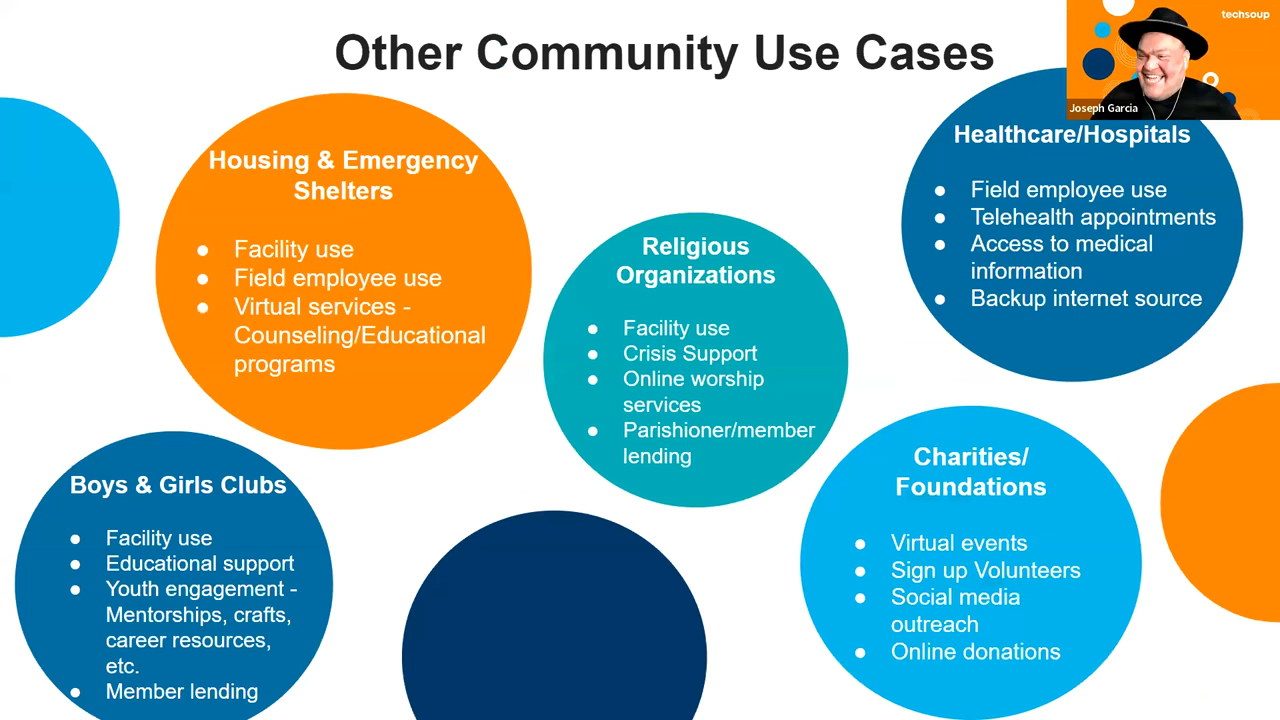 Other Community Use Cases
techsoup
Joseph Garcia
Housing & Emergency
Shelters
● Facility use
● Field employee use
● Virtual services -
Counseling/Educational
programs
Religious
Organizations
● Facility use
● Crisis Support
● Online worship
services
● Parishioner/member
lending
Healthcare/Hospitals
● Field employee use
● Telehealth appointments
● Access to medical
information
● Backup internet source
Boys & Girls Clubs
● Facility use
● Educational support
● Youth engagement -
Mentorships, crafts,
career resources,
etc.
● Member lending
Charities/
Foundations
● Virtual events
● Sign up Volunteers
● Social media
outreach
● Online donations